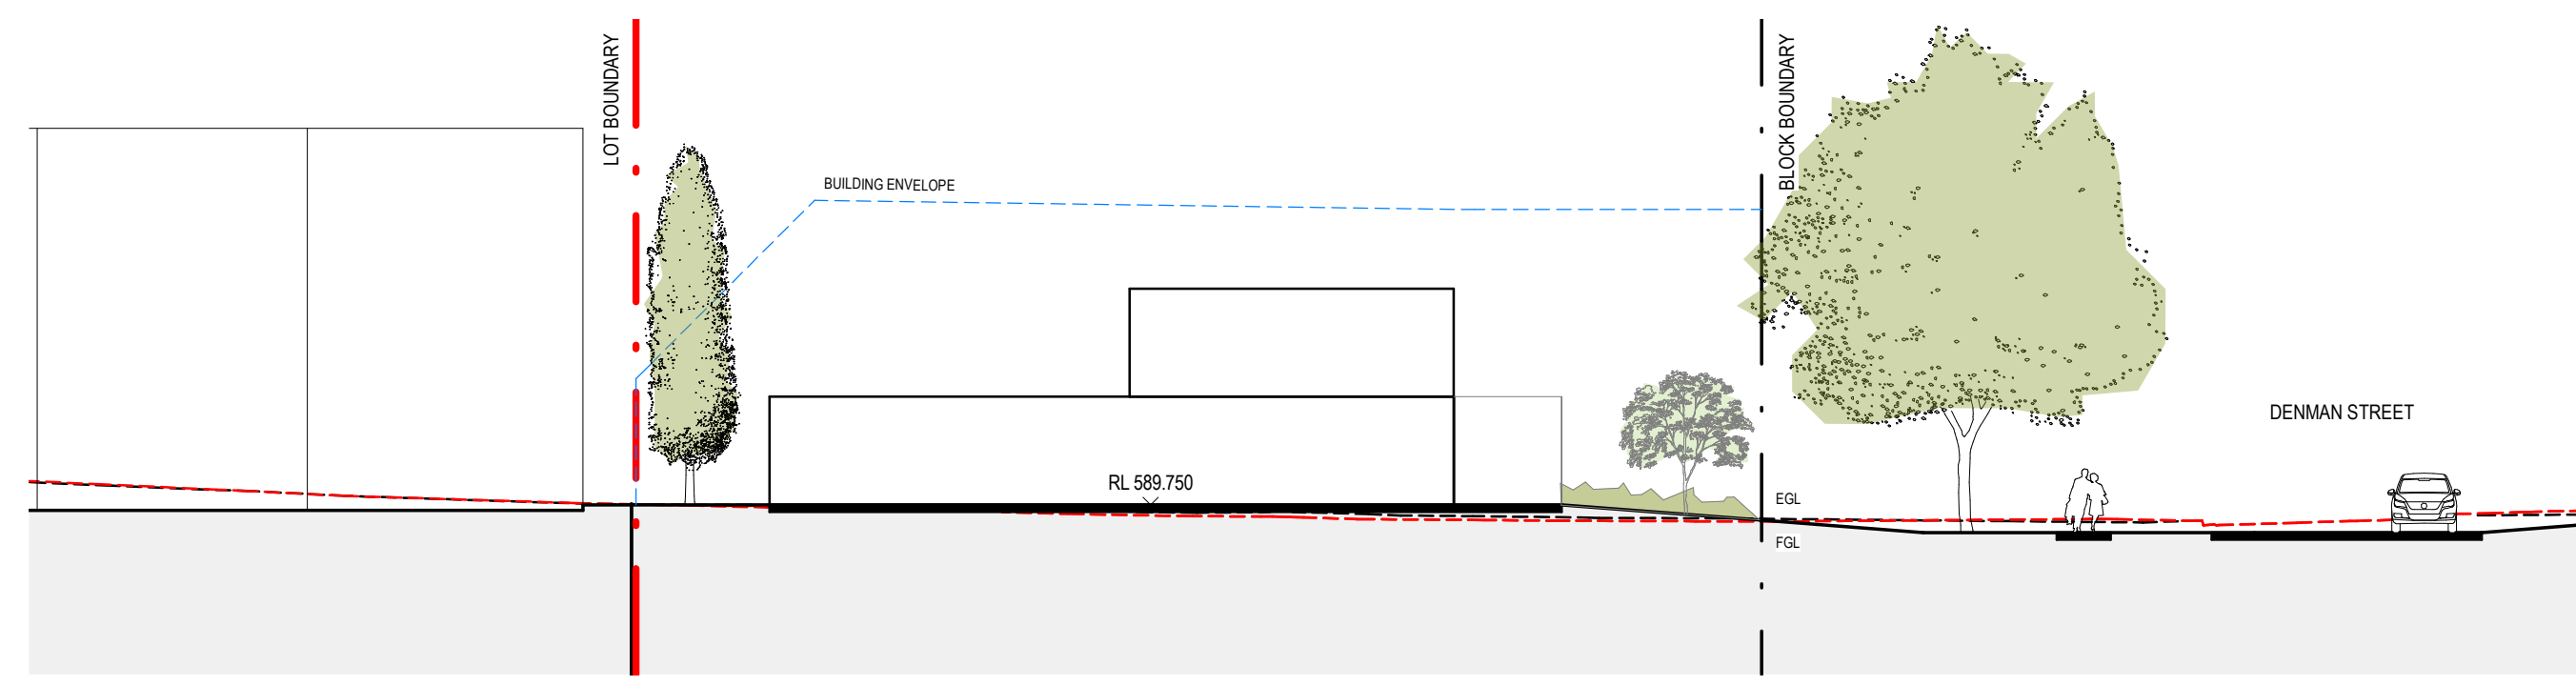 LOT BOUNDARY
BUILDING ENVELOPE
BLOCK BOUNDARY
DENMAN STREET
RL 589.750
EGL
FGL